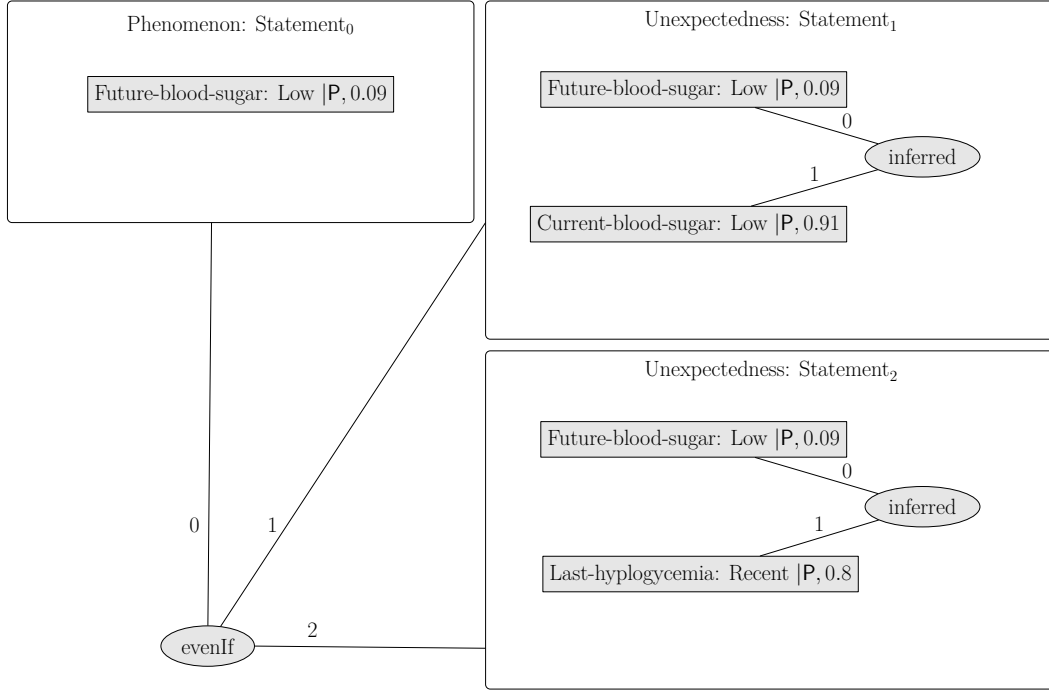 Phenomenon: Statement₀
Future-blood-sugar: Low |P, 0.09
Unexpectedness: Statement₁
Future-blood-sugar: Low |P, 0.09
0
inferred
1
Current-blood-sugar: Low |P, 0.91
Unexpectedness: Statement₂
Future-blood-sugar: Low |P, 0.09
0
inferred
1
Last-hyplogycemia: Recent |P, 0.8
0
1
2
evenIf